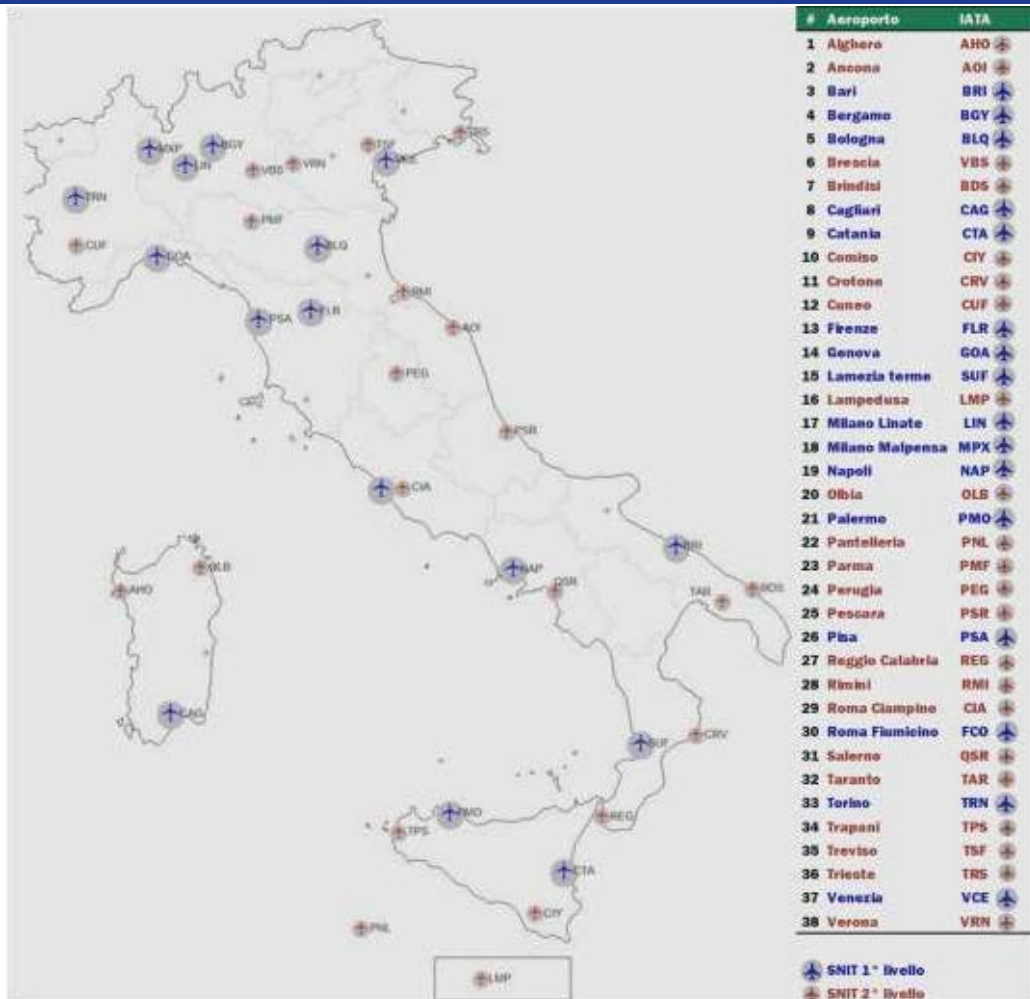 # Aeroporto IATA
1 Alghero AHO
2 Ancona AOI
3 Bari BRI
4 Bergamo BGY
5 Bologna BLQ
6 Brescia VBS
7 Brindisi BDS
8 Cagliari CAG
9 Catania CTA
10 Comiso CIY
11 Crotone CRV
12 Cuneo CUF
13 Firenze FLR
14 Genova GOA
15 Lamezia terme SUF
16 Lampedusa LMP
17 Milano Linate LIN
18 Milano Malpensa MPX
19 Napoli NAP
20 Olbia OLB
21 Palermo PMO
22 Pantelleria PNL
23 Parma PMF
24 Perugia PEG
25 Pescara PSR
26 Pisa PSA
27 Reggio Calabria REG
28 Rimini RMI
29 Roma Ciampino CIA
30 Roma Fiumicino FCO
31 Salerno QSR
32 Taranto TAR
33 Torino TRN
34 Trapani TPS
35 Treviso TSF
36 Trieste TRS
37 Venezia VCE
38 Verona VRN
SNIT 1° livello
SNIT 2° livello
TRS
TSF
MXP
BGY
LIN
VBS
VRN
VCE
TRN
PMF
CUF
GOA
BLQ
RMI
PSA
FLR
AOI
PEG
PSR
CIA
BRI
NAP
QSR
TAR
BDS
OLB
AHO
CAG
SUF
CRV
PMO
TPS
REG
CTA
CIY
PNL
LMP